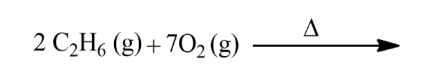 2 C₂H₆ (g) + 7O₂ (g) Δ